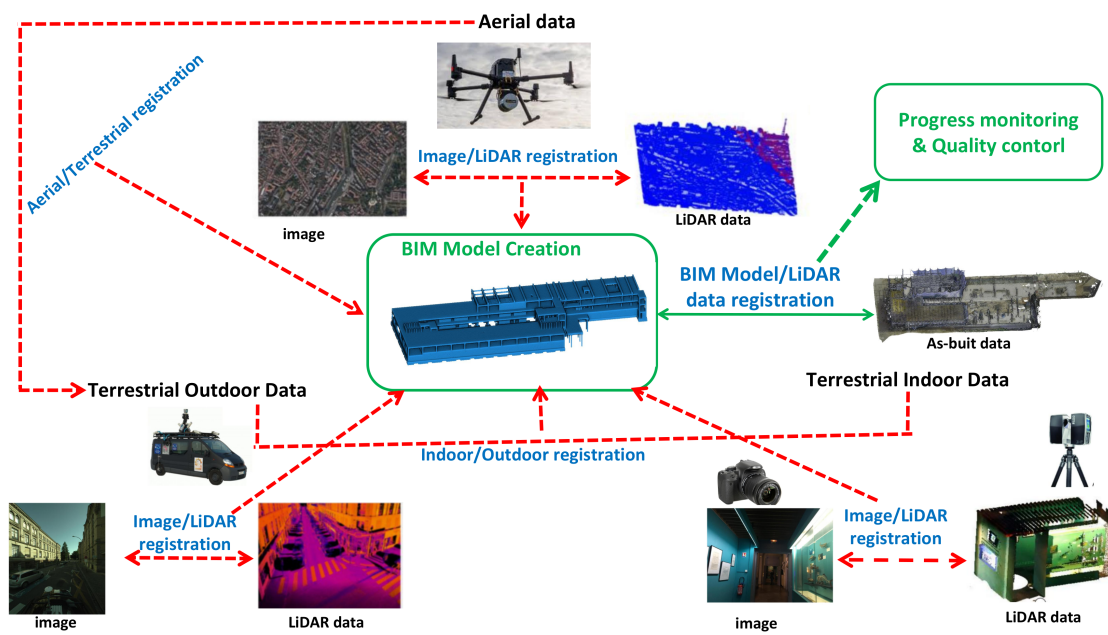 Aerial data
Aerial/Terrestrial registration
Image/LiDAR registration
image
LiDAR data
Progress monitoring
& Quality contorl
BIM Model Creation
BIM Model/LiDAR
data registration
As-buit data
Terrestrial Outdoor Data
Terrestrial Indoor Data
Indoor/Outdoor registration
Image/LiDAR
registration
image
LiDAR data
Image/LiDAR
registration
image
LiDAR data